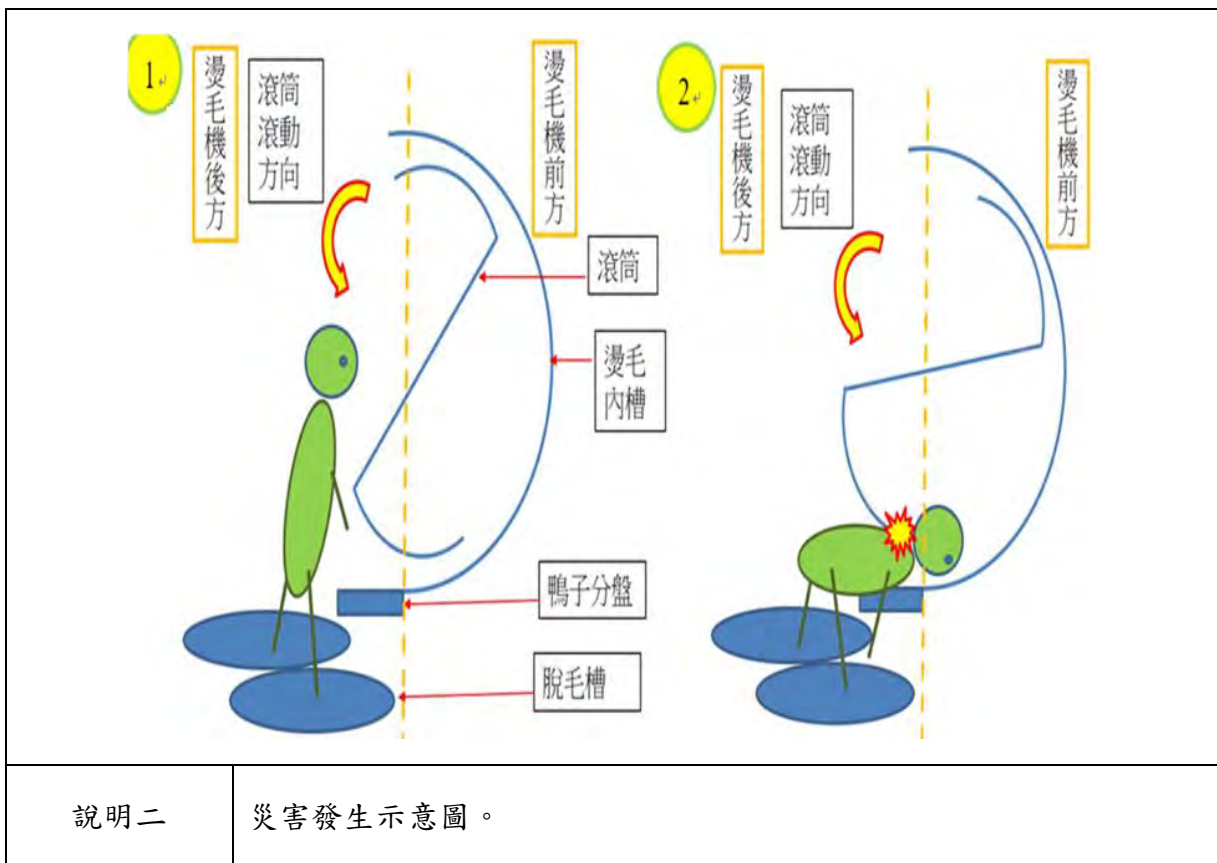 1
燙毛機後方
滾筒
滾動
方向
燙毛機前方
滾筒
燙毛
內槽
鴨子分盤
脫毛槽
2
燙毛機後方
滾筒
滾動
方向
燙毛機前方
說明二
災害發生示意圖。